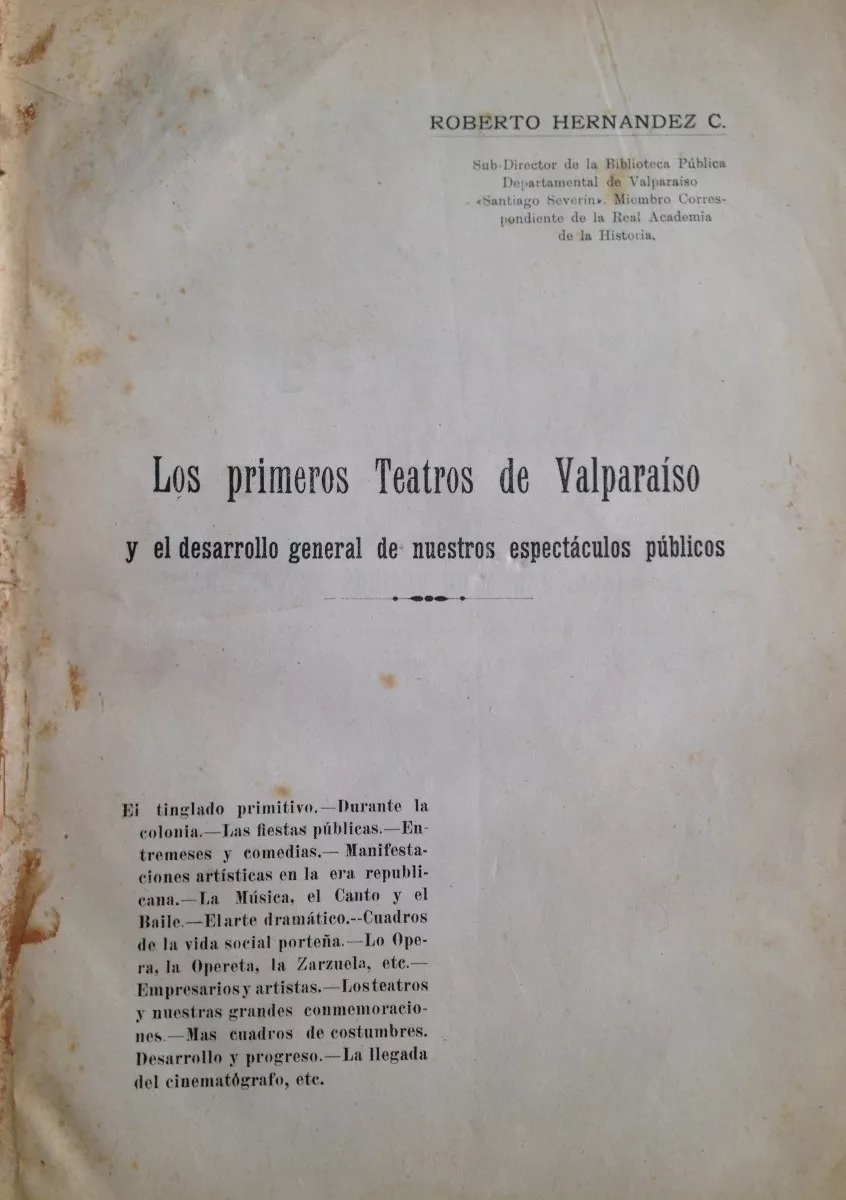 ROBERTO HERNANDEZ C.
Sub-Director de la Biblioteca Pública
Departamental de Valparaíso
«Santiago Severín». Miembro Corres-
pondiente de la Real Academia
de la Historia.
Los primeros Teatros de Valparaíso
y el desarrollo general de nuestros espectáculos públicos
Ei tinglado primitivo.—Durante la
colonia.—Las fiestas públicas.—En-
tremeses y comedias.— Manifesta-
ciones artísticas en la era republi-
cana.—La Música, el Canto y el
Baile.—El arte dramático.--Cuadros
de la vida social porteña.—Lo Ope-
ra, la Opereta, la Zarzuela, etc.—
Empresarios y artistas.—Los teatros
y nuestras grandes conmemoracio-
nes.—Mas cuadros de costumbres.
Desarrollo y progreso.—La llegada
del cinematógrafo, etc.